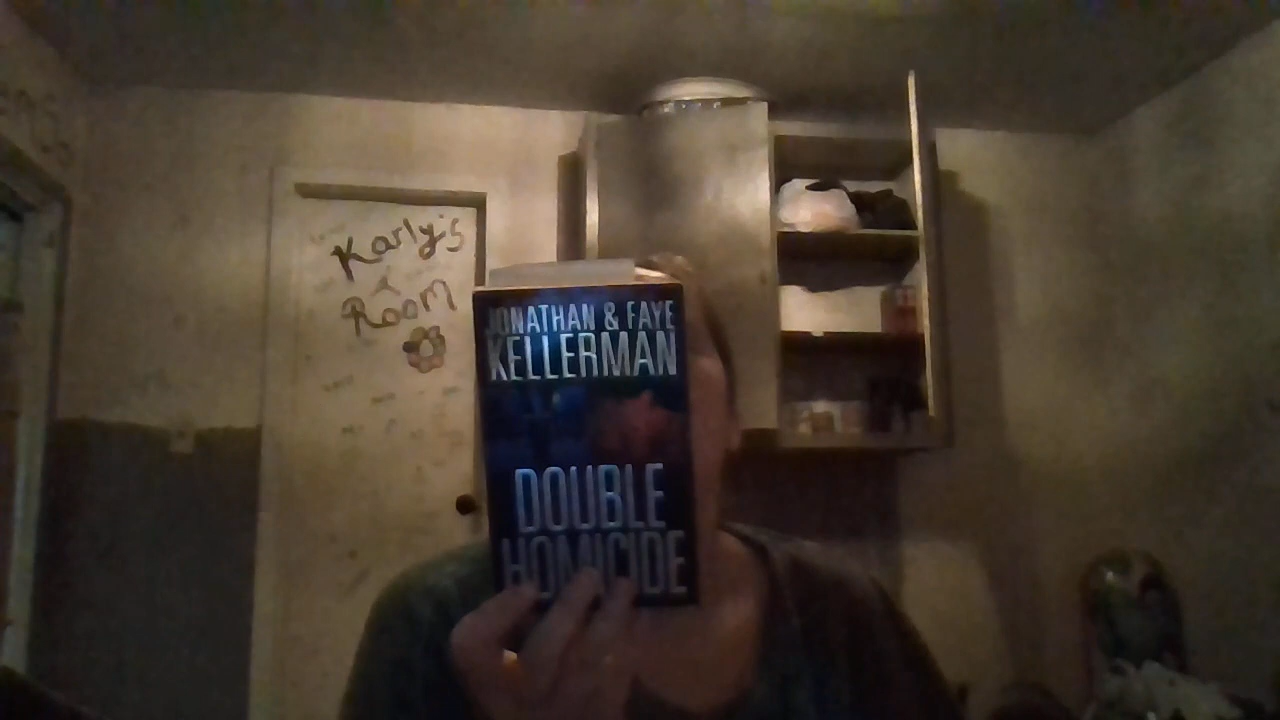 Karly's
Room
JONATHAN & FAYE
KELLERMAN
DOUBLE
HOMICIDE